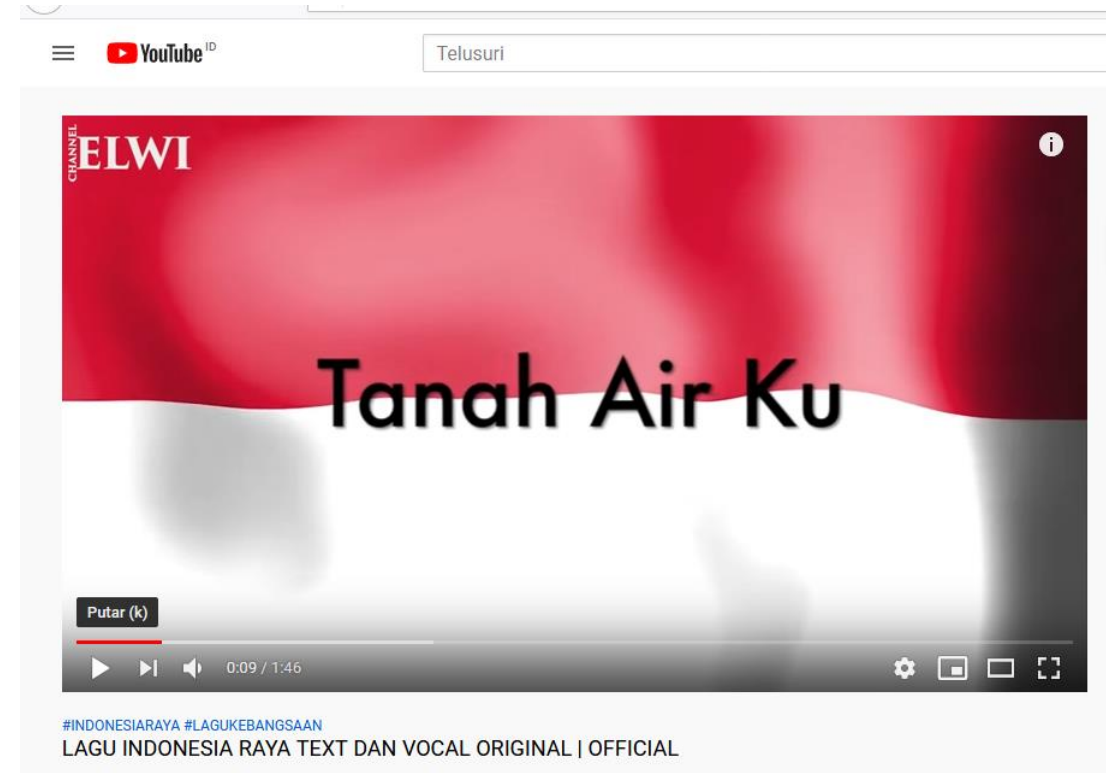 YouTube ID
Telusuri
CHANNEL ELWI
Tanah Air Ku
Putar (k)
0:09 / 1:46
#INDONESIARAYA #LAGUKEBANGSAAN
LAGU INDONESIA RAYA TEXT DAN VOCAL ORIGINAL | OFFICIAL